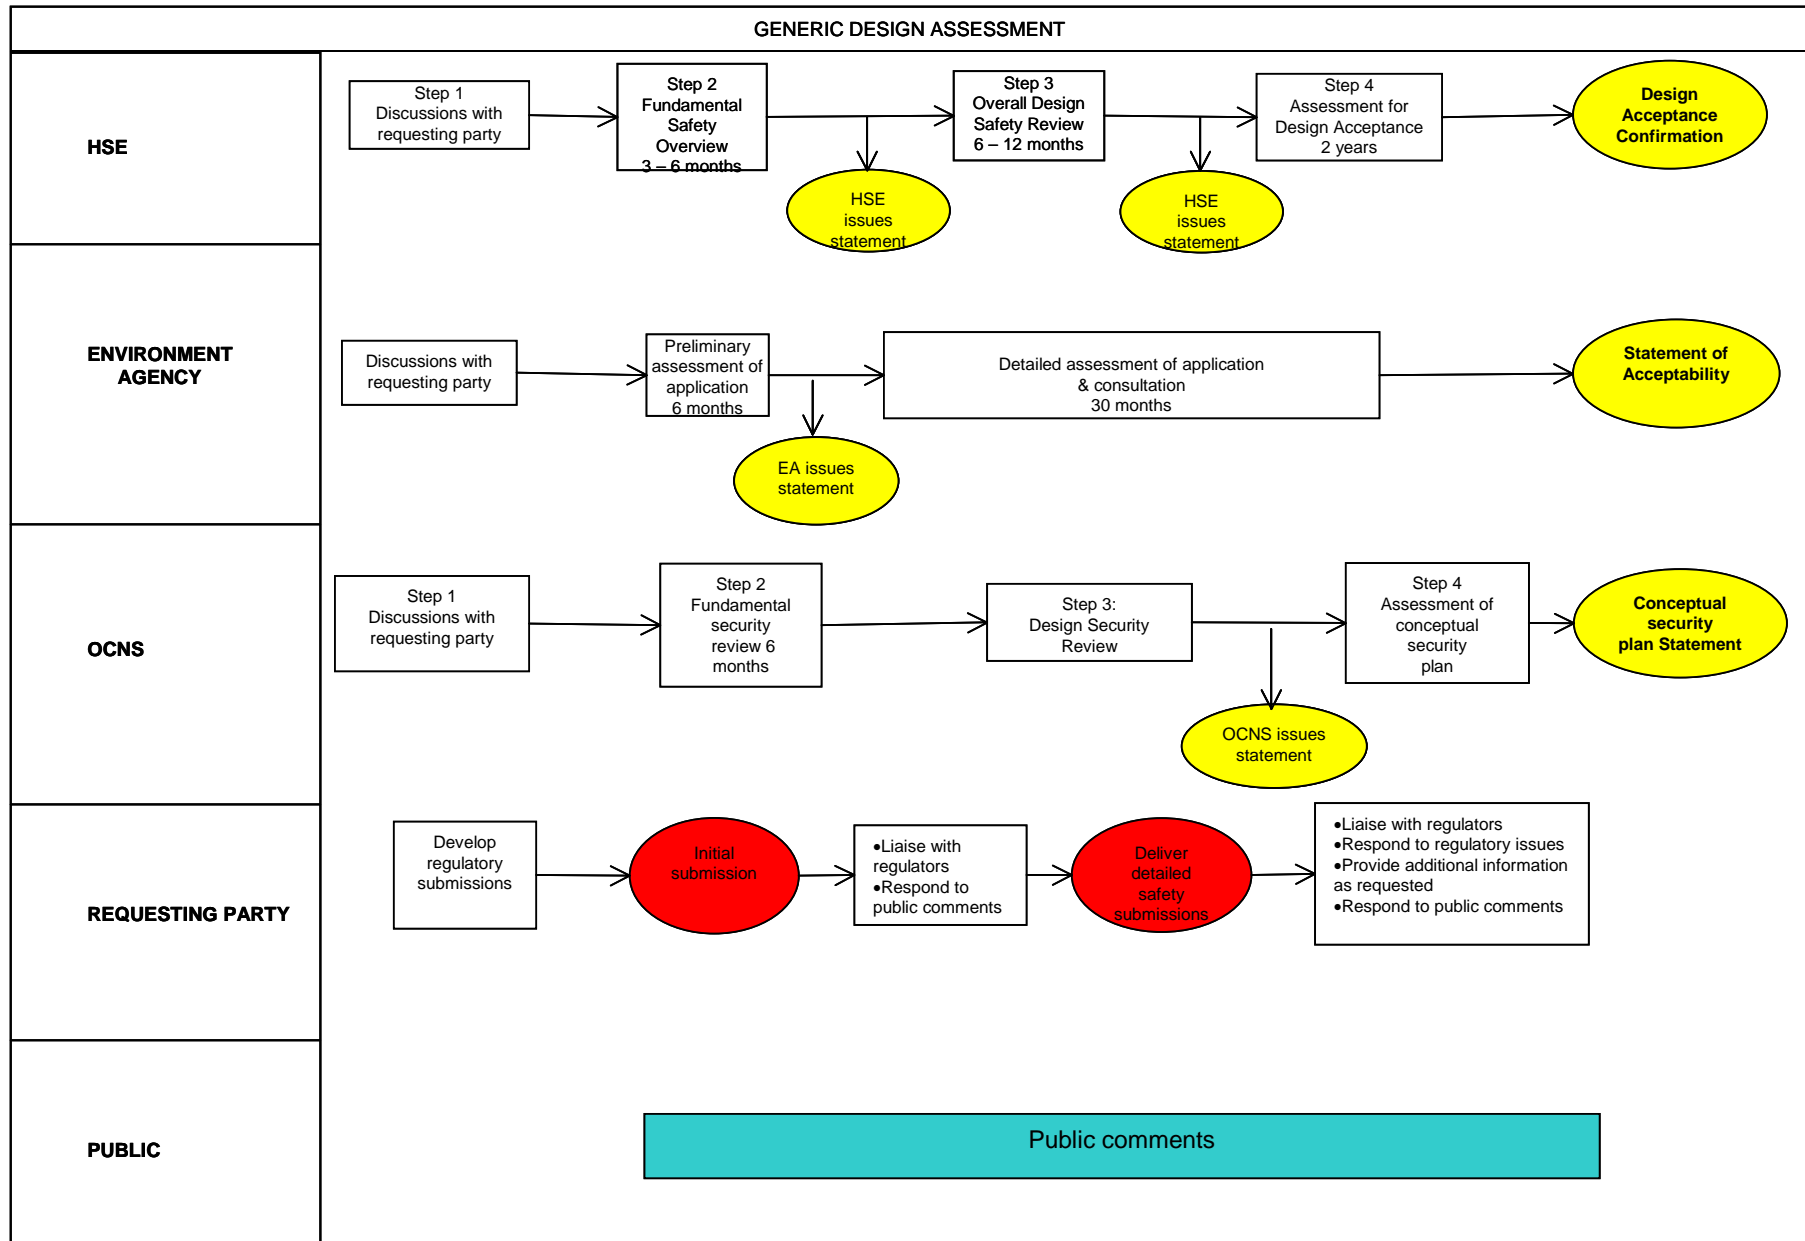 GENERIC DESIGN ASSESSMENT
HSE
Step 1
Discussions with
requesting party
Step 2
Fundamental
Safety
Overview
3 – 6 months
HSE
issues
statement
Step 3
Overall Design
Safety Review
6 – 12 months
HSE
issues
statement
Step 4
Assessment for
Design Acceptance
2 years
Design
Acceptance
Confirmation
ENVIRONMENT
AGENCY
Discussions with
requesting party
Preliminary
assessment of
application
6 months
EA issues
statement
Detailed assessment of application
& consultation
30 months
Statement of
Acceptability
OCNS
Step 1
Discussions with
requesting party
Step 2
Fundamental
security
review 6
months
Step 3:
Design Security
Review
OCNS issues
statement
Step 4
Assessment of
conceptual
security
plan
Conceptual
security
plan Statement
REQUESTING PARTY
Develop
regulatory
submissions
Initial
submission
•Liaise with
regulators
•Respond to
public comments
Deliver
detailed
safety
submissions
•Liaise with regulators
•Respond to regulatory issues
•Provide additional information
as requested
•Respond to public comments
PUBLIC
Public comments